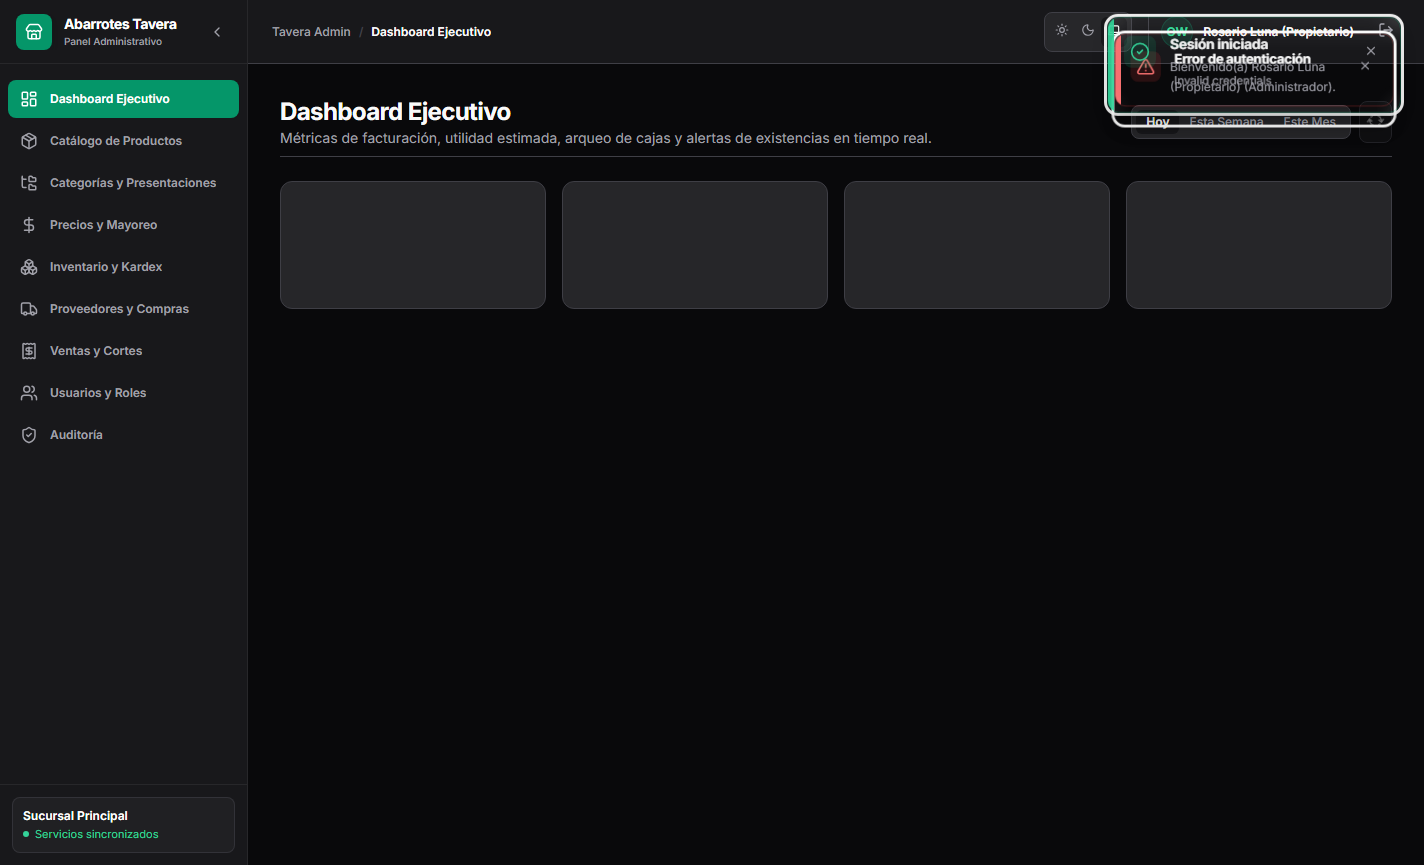 Abarrotes Tavera
Panel Administrativo
Tavera Admin / Dashboard Ejecutivo
OW Rosario Luna (Propietario)
Sesión iniciada
Bienvenido(a) Rosario Luna
(Propietario) (Administrador).
Error de autenticación
Invalid credentials
Dashboard Ejecutivo
Catálogo de Productos
Categorías y Presentaciones
Precios y Mayoreo
Inventario y Kardex
Proveedores y Compras
Ventas y Cortes
Usuarios y Roles
Auditoría
Dashboard Ejecutivo
Métricas de facturación, utilidad estimada, arqueo de cajas y alertas de existencias en tiempo real.
Hoy Esta Semana Este Mes
Sucursal Principal
Servicios sincronizados